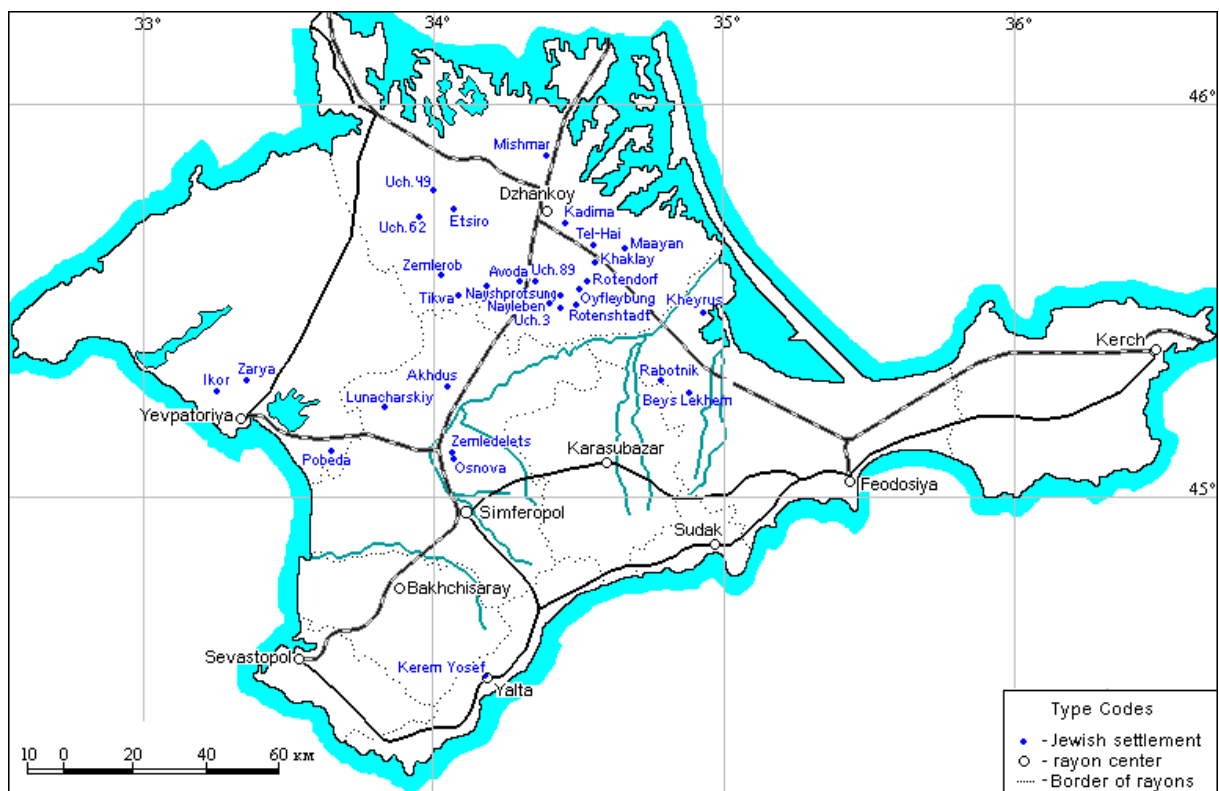 33°
34°
35°
36°
46°
Mishmar
Uch.49
Dzhankoy
Etsiro
Uch.62
Kadima
Tel-Hai
Maayan
Khaklay
Zemlerob
Avoda
Uch.89
Rotendorf
Tikva
Nayshprotsung
Oyfleybung
Kheyrus
Nayleben
Rotenshtadt
Uch.3
Kerch
Zarya
Ikor
Akhdus
Rabotnik
Lunacharskiy
Beys Lekhem
Yevpatoriya
Zemledelets
Karasubazar
Pobeda
Osnova
Feodosiya
45°
Simferopol
Sudak
Bakhchisaray
Sevastopol
Kerem Yosef
Yalta
10 0 20 40 60 км
Type Codes
- Jewish settlement
- rayon center
- Border of rayons